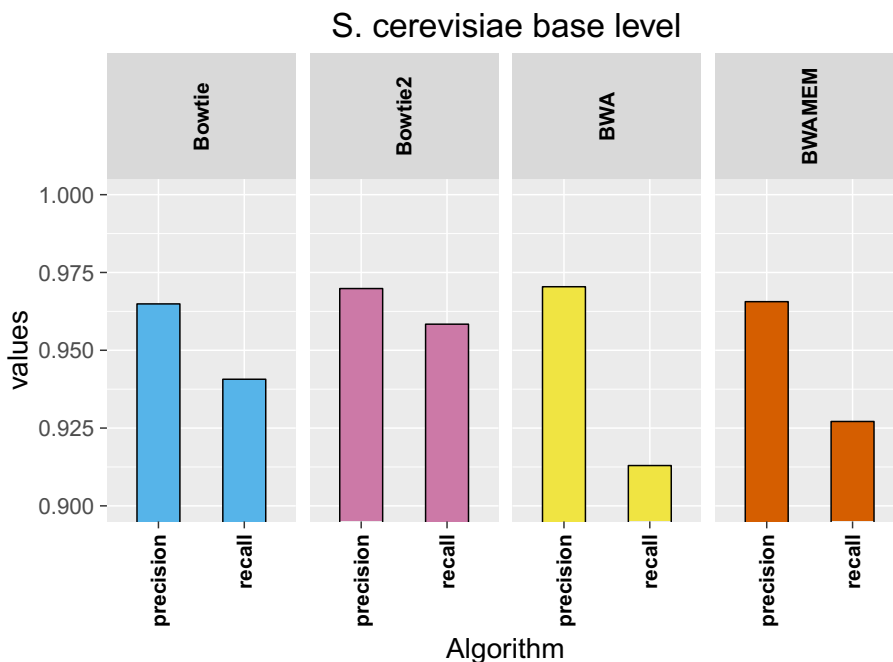 S. cerevisiae base level
Bowtie
Bowtie2
BWA
BWAMEM
values
1.000
0.975
0.950
0.925
0.900
precision
recall
precision
recall
precision
recall
precision
recall
Algorithm